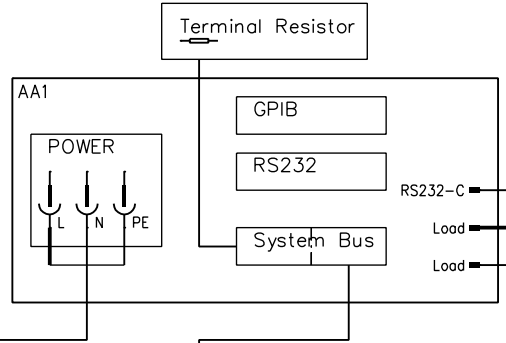 Terminal Resistor
AA1
GPIB
POWER
RS232
RS232-C
L
N
PE
Load
System Bus
Load